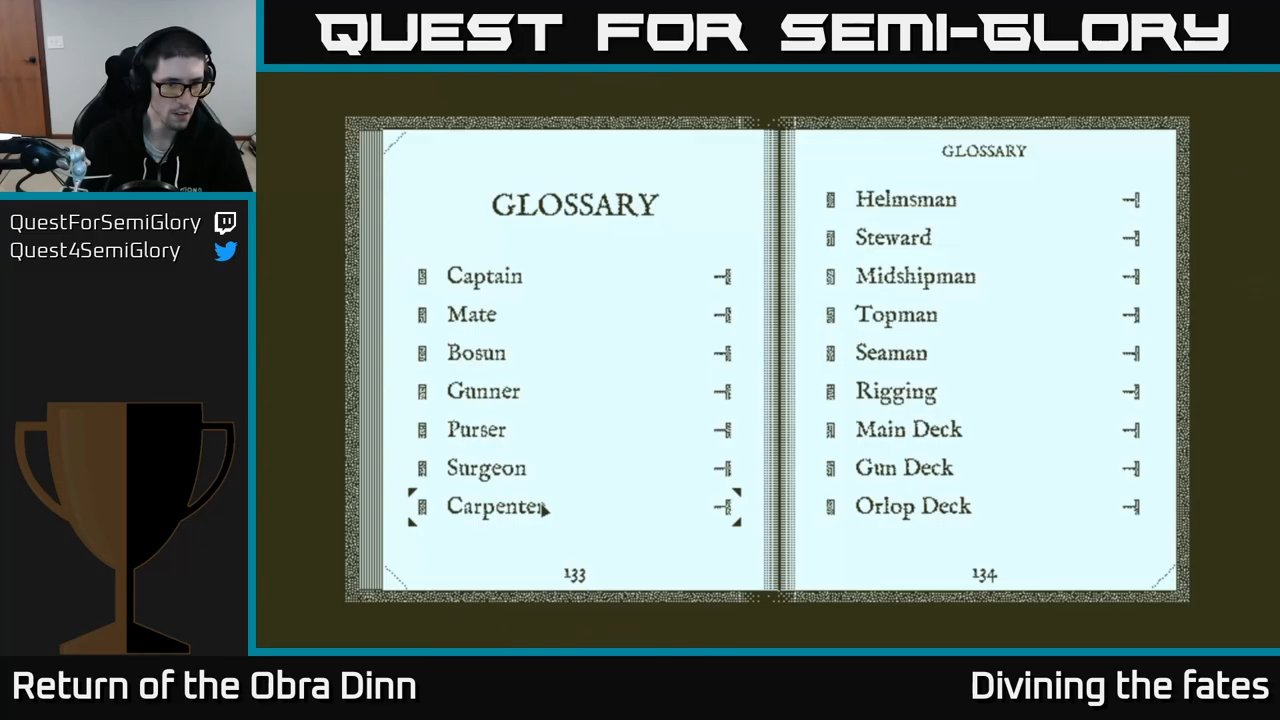 QUEST FOR SEMI-GLORY
QuestForSemiGlory
Quest4SemiGlory
GLOSSARY
Captain
Mate
Bosun
Gunner
Purser
Surgeon
Carpenter
133
GLOSSARY
Helmsman
Steward
Midshipman
Topman
Seaman
Rigging
Main Deck
Gun Deck
Orlop Deck
134
Return of the Obra Dinn
Divining the fates